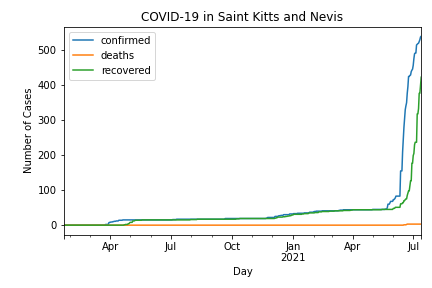 COVID-19 in Saint Kitts and Nevis
confirmed
deaths
recovered
Number of Cases
500
400
300
200
100
0
Apr
Jul
Oct
Jan
2021
Apr
Jul
Day